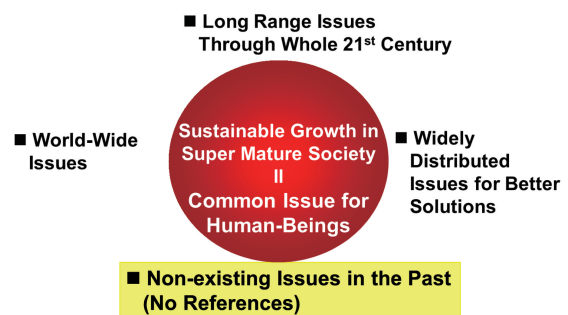 ■ Long Range Issues
Through Whole 21st Century
■ World-Wide
Issues
Sustainable Growth in
Super Mature Society
II
Common Issue for
Human-Beings
■ Widely
Distributed
Issues for Better
Solutions
■ Non-existing Issues in the Past
(No References)